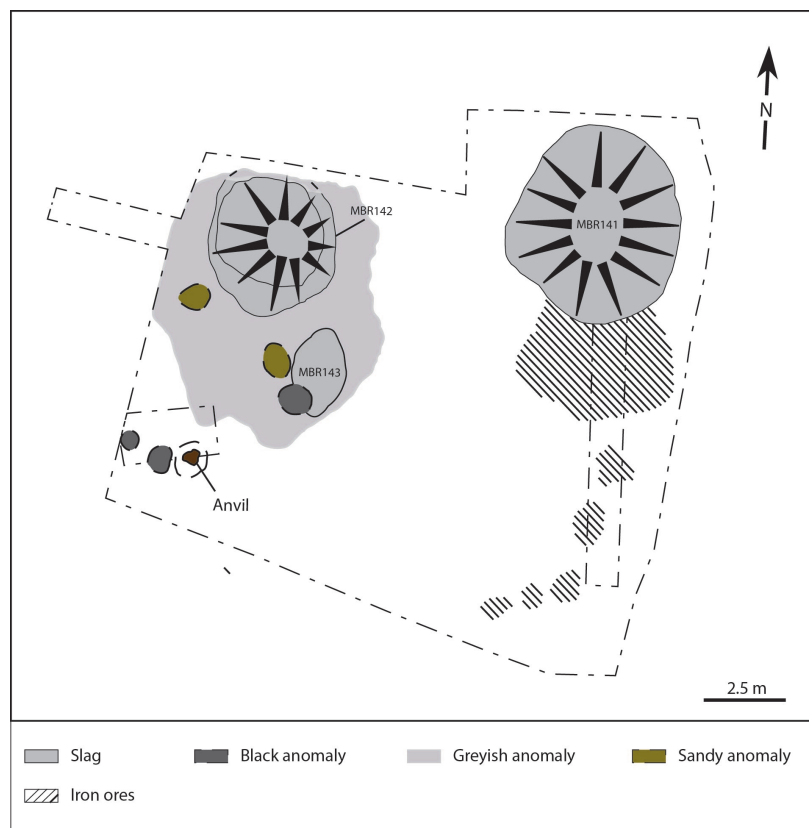 N
MBR142
MBR141
MBR143
Anvil
2.5 m
Slag
Black anomaly
Greyish anomaly
Sandy anomaly
Iron ores